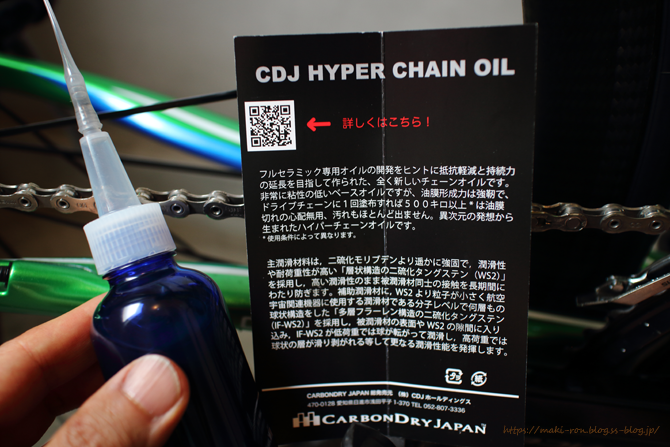 CDJ HYPER CHAIN OIL
← 詳しくはこちら！
フルセラミック専用オイルの開発をヒントに抵抗軽減と持続力
の延長を目指して作られた、全く新しいチェーンオイルです。
非常に粘性の低いベースオイルですが、油膜形成力は強靭で、
ドライブチェーンに１回塗布すれば５００キロ以上*は油膜
切れの心配無用、汚れもほとんど出ません。異次元の発想から
生まれたハイパーチェーンオイルです。
*使用条件によって異なります。
主潤滑材料は、二硫化モリブデンより遥かに強固で、潤滑性
や耐荷重性が高い「層状構造の二硫化タングステン（WS2）」
を採用し、高い潤滑性のまま被潤滑材同士の接触を長期間に
わたり防ぎます。補助潤滑材に、WS2 より粒子が小さく航空
宇宙関連機器に使用する潤滑材である分子レベルで何層もの
球状構造をした「多層フラーレン構造の二硫化タングステン
（IF-WS2）」を採用し、被潤滑材の表面や WS2 の隙間に入り
込み、IF-WS2 が低荷重では球が転がって潤滑し、高荷重では
球状の層が滑り剥がれる等して更なる潤滑性能を発揮します。
プラ 紙
CARBONDRY JAPAN 総発売元 （株）CDJ ホールディングス
470-0128 愛知県日進市浅田平子 1-370 TEL 052-807-3336
CARBONDRYJAPAN
https://maki-ron.blog.ss-blog.jp/